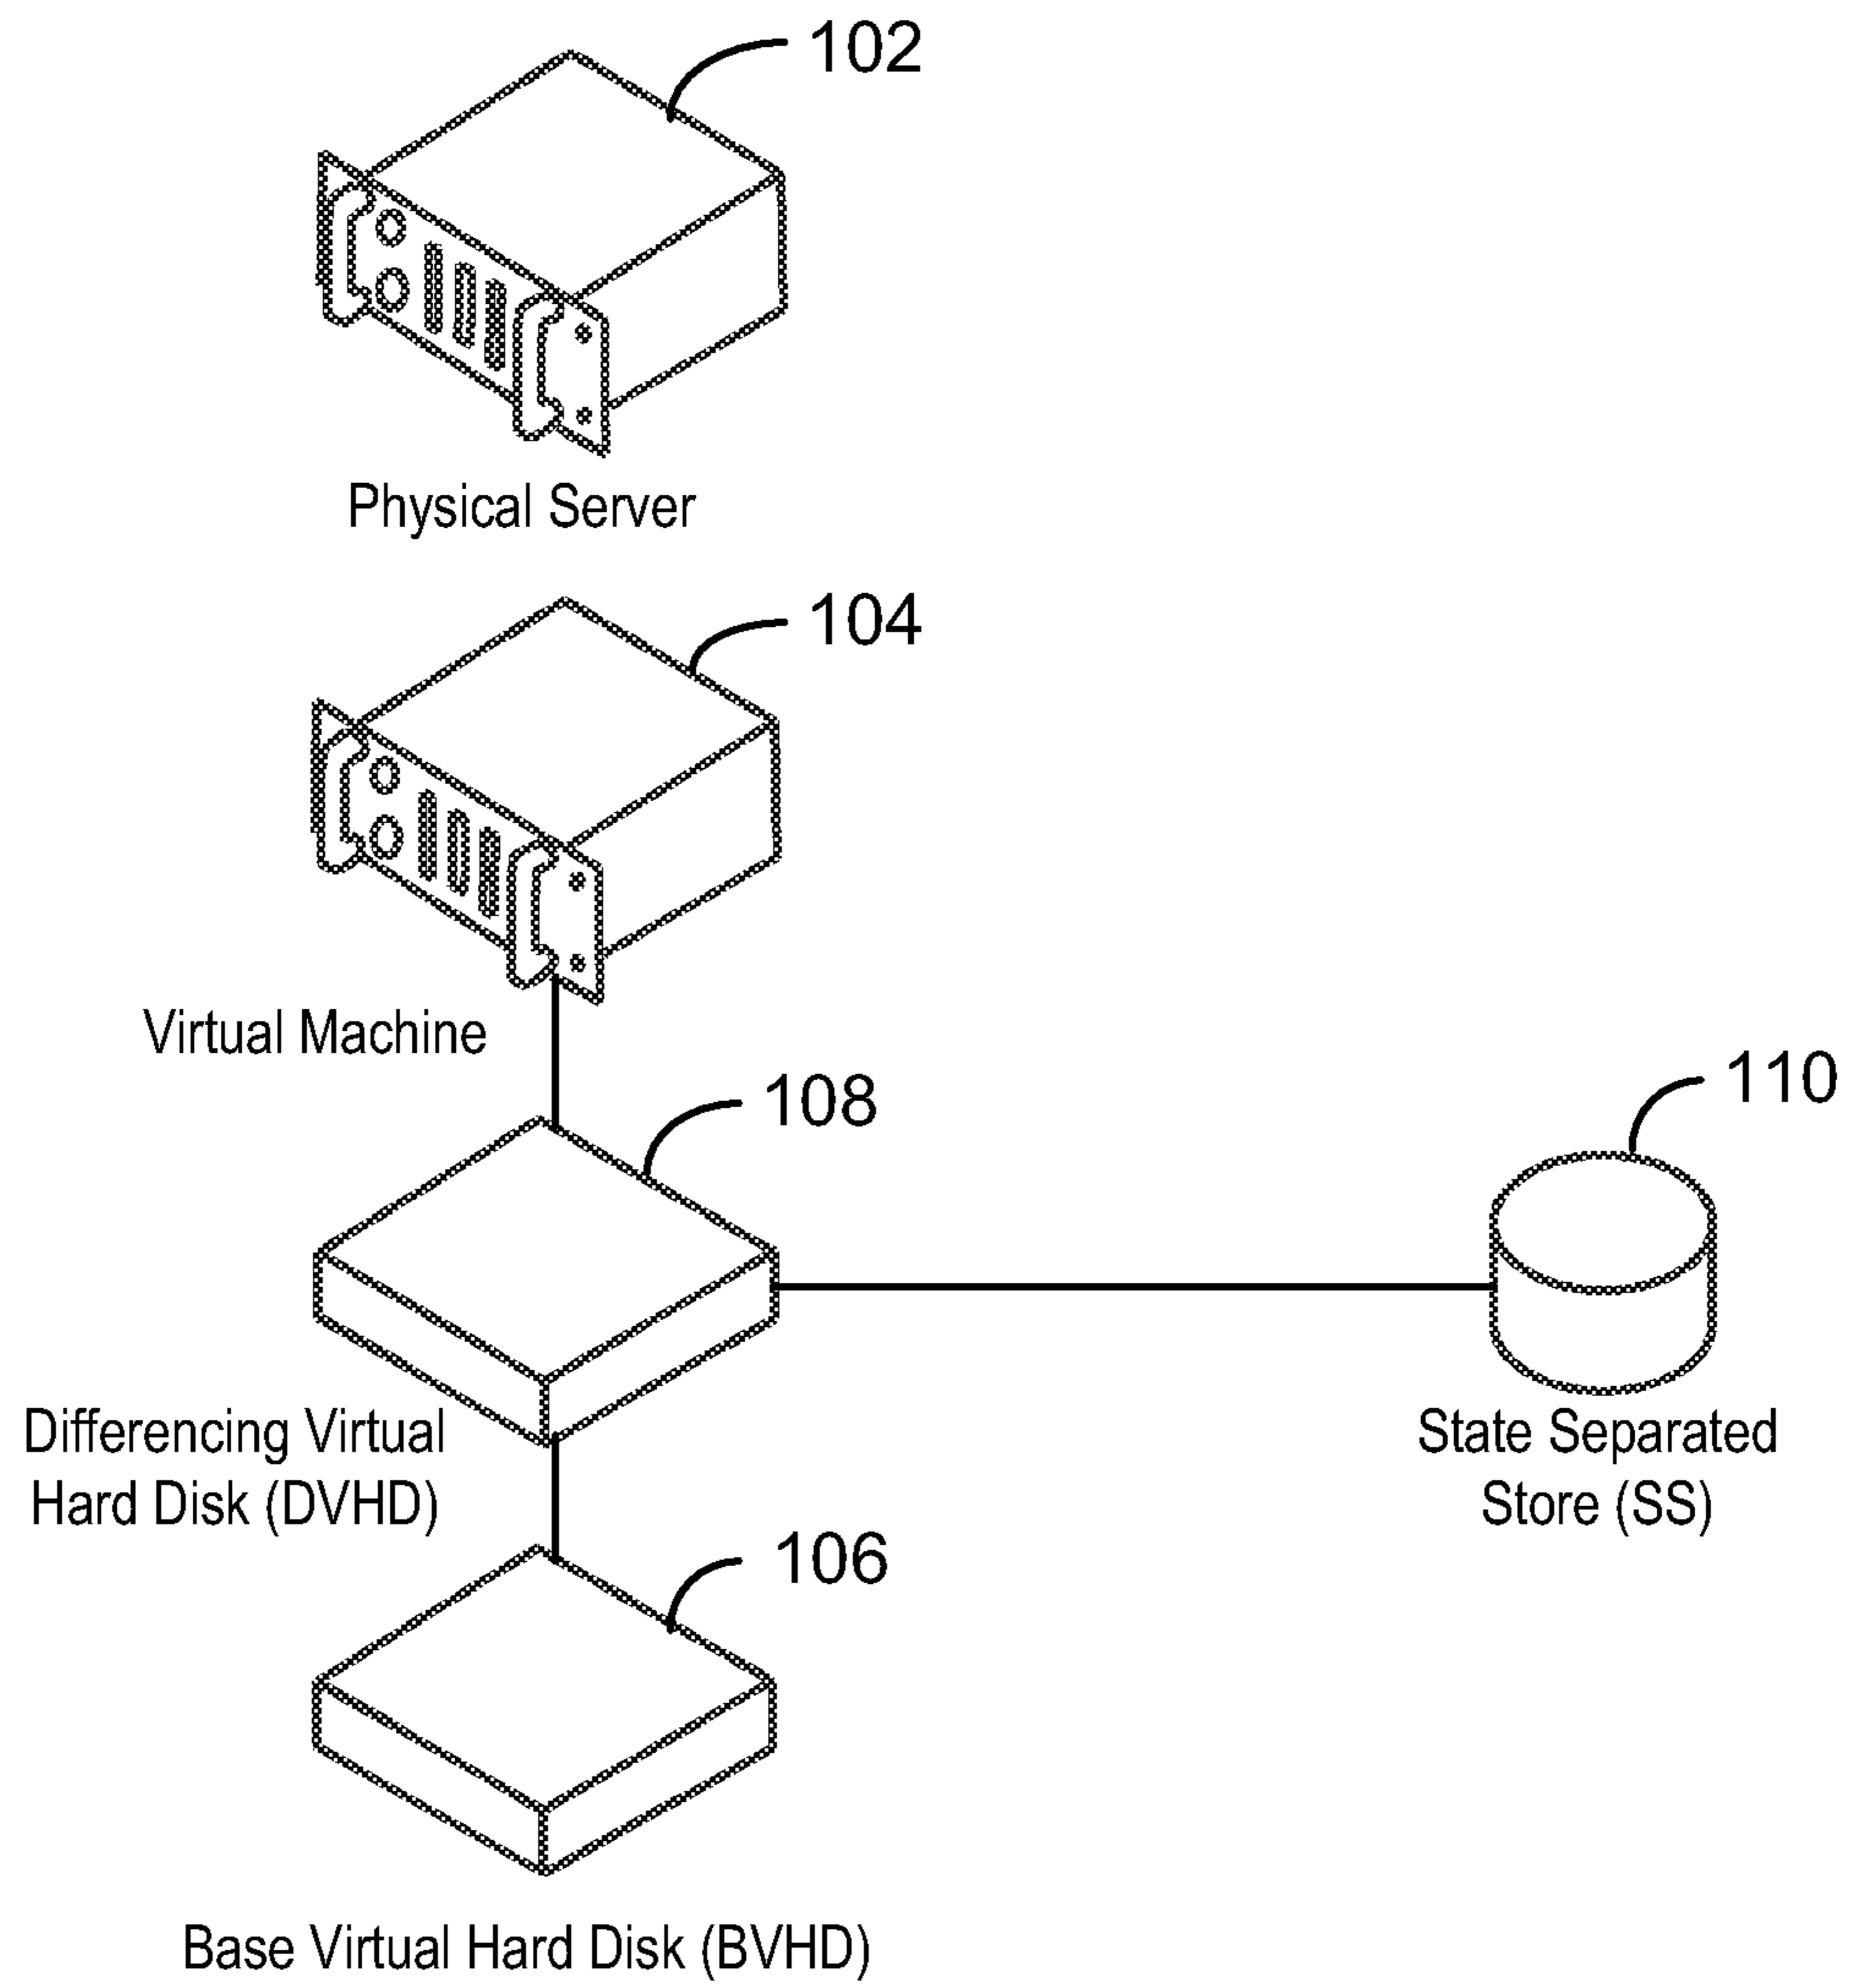 102
Physical Server
104
Virtual Machine
108
110
Differencing Virtual
Hard Disk (DVHD)
State Separated
Store (SS)
106
Base Virtual Hard Disk (BVHD)